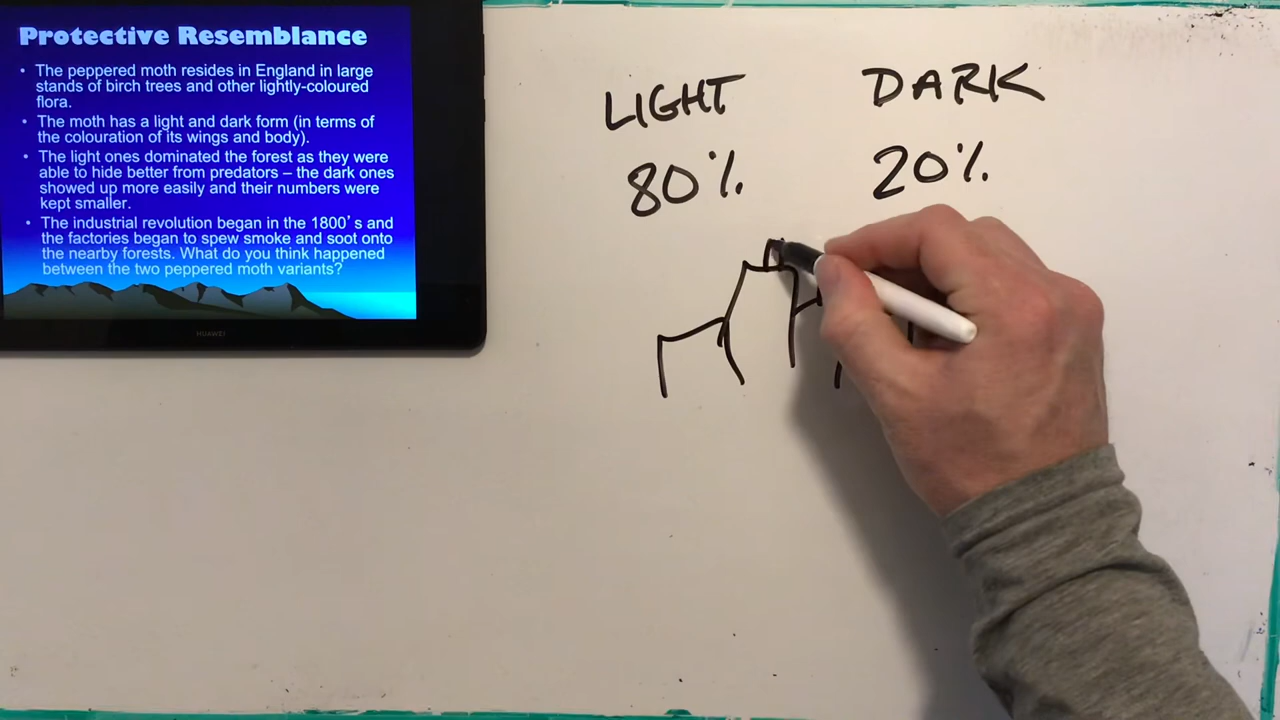 Protective Resemblance
• The peppered moth resides in England in large
stands of birch trees and other lightly-coloured
flora.
• The moth has a light and dark form (in terms of
the colouration of its wings and body).
• The light ones dominated the forest as they were
able to hide better from predators – the dark ones
showed up more easily and their numbers were
kept smaller.
• The industrial revolution began in the 1800's and
the factories began to spew smoke and soot onto
the nearby forests. What do you think happened
between the two peppered moth variants?
HUAWEI
LIGHT DARK
80% 20%